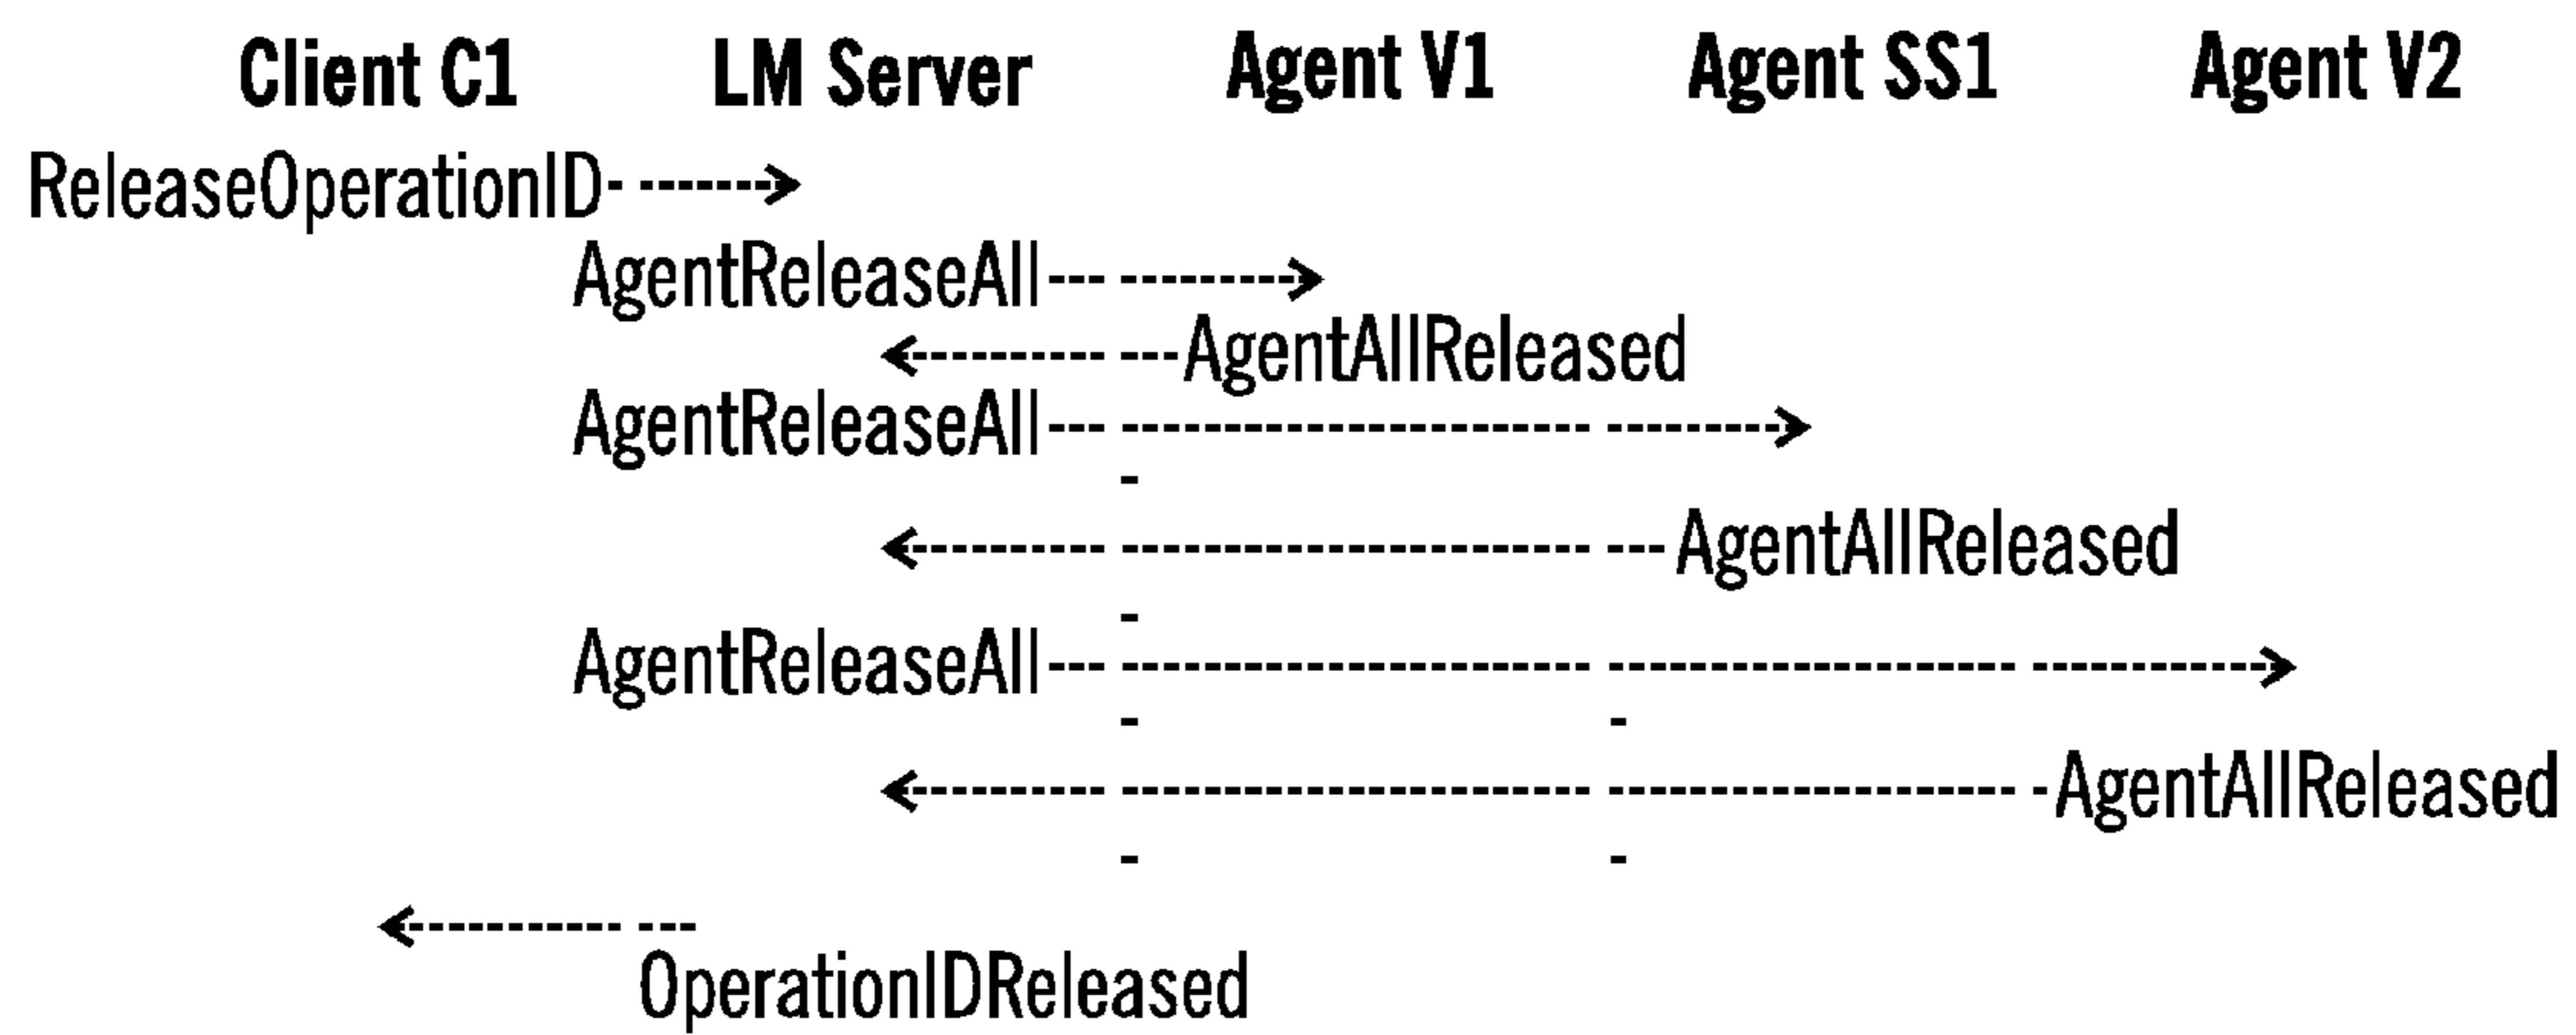 Client C1 LM Server Agent V1 Agent SS1 Agent V2
ReleaseOperationID
AgentReleaseAll
AgentAllReleased
AgentReleaseAll
AgentAllReleased
AgentReleaseAll
AgentAllReleased
OperationIDReleased